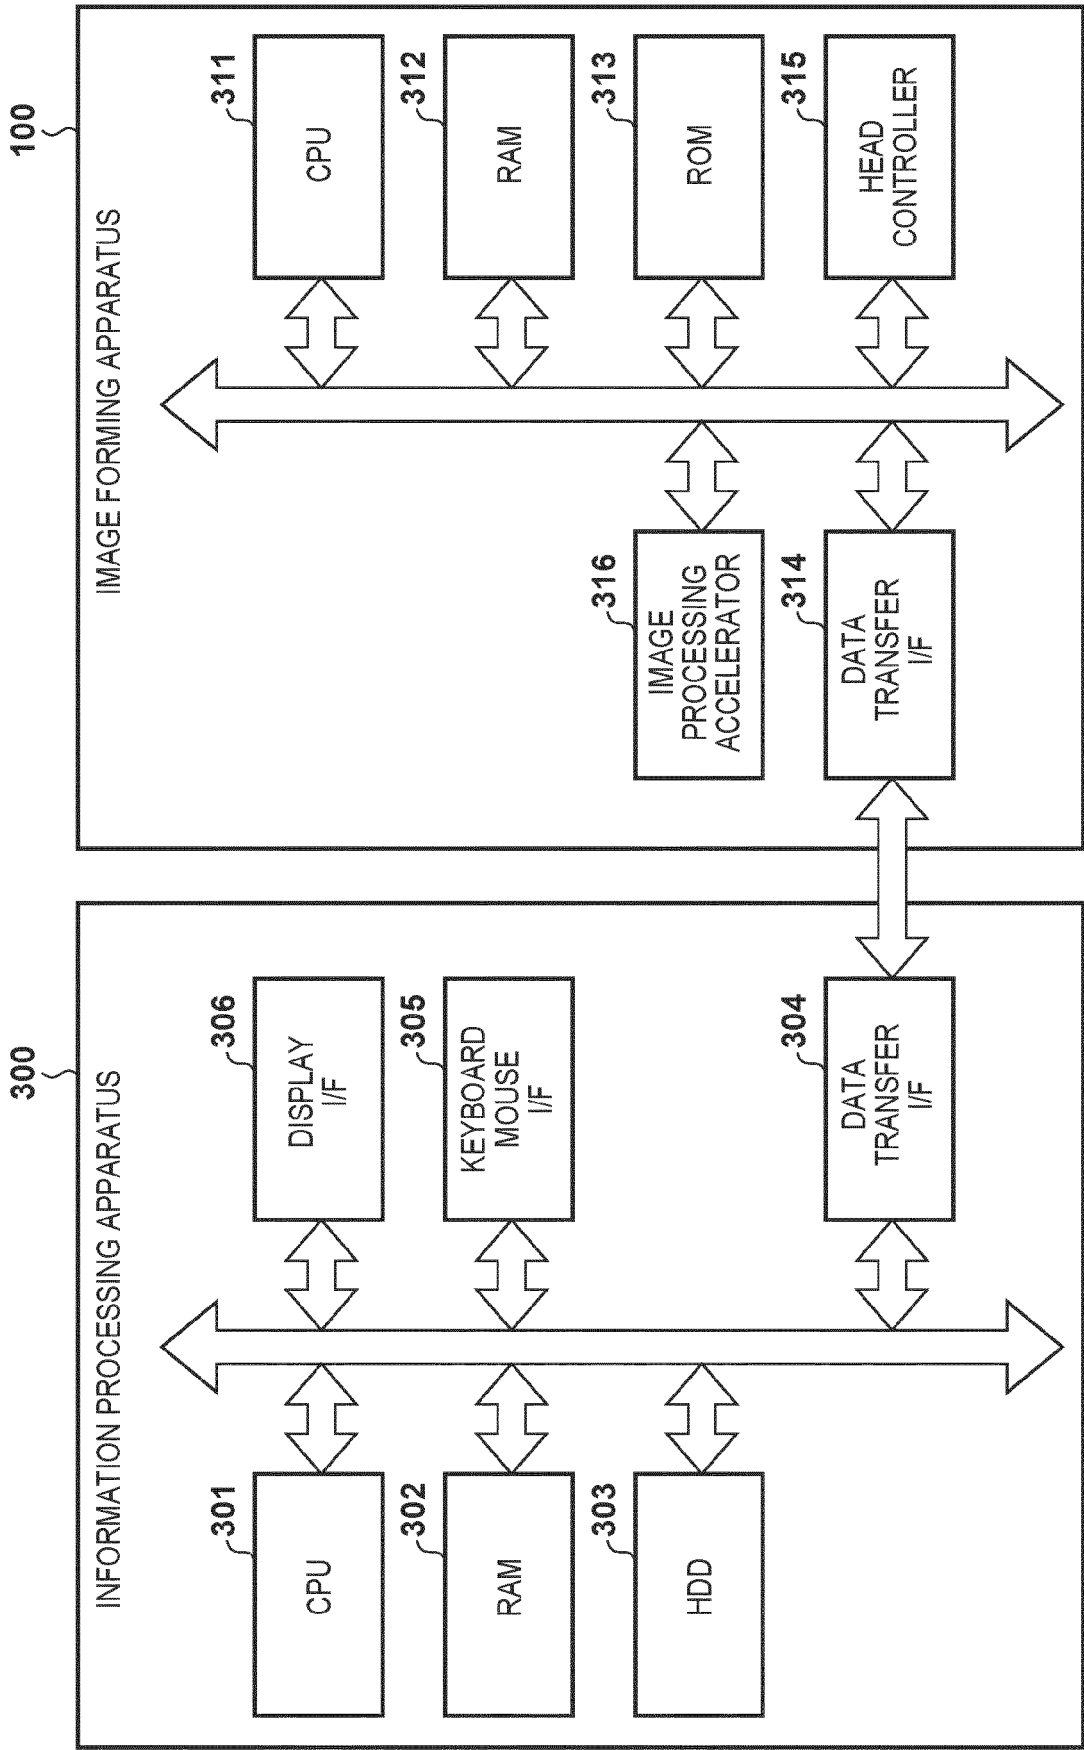 300
INFORMATION PROCESSING APPARATUS
301
CPU
306
DISPLAY
I/F
302
RAM
305
KEYBOARD
MOUSE
I/F
303
HDD
304
DATA
TRANSFER
I/F
100
IMAGE FORMING APPARATUS
311
CPU
312
RAM
316
IMAGE
PROCESSING
ACCELERATOR
313
ROM
314
DATA
TRANSFER
I/F
315
HEAD
CONTROLLER